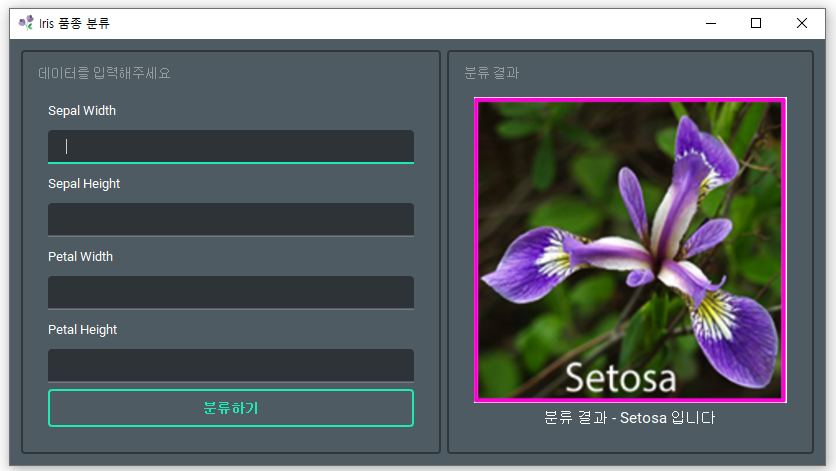 Iris 품종 분류
데이터를 입력해주세요
Sepal Width
Sepal Height
Petal Width
Petal Height
분류하기
분류 결과
Setosa
분류 결과 - Setosa 입니다